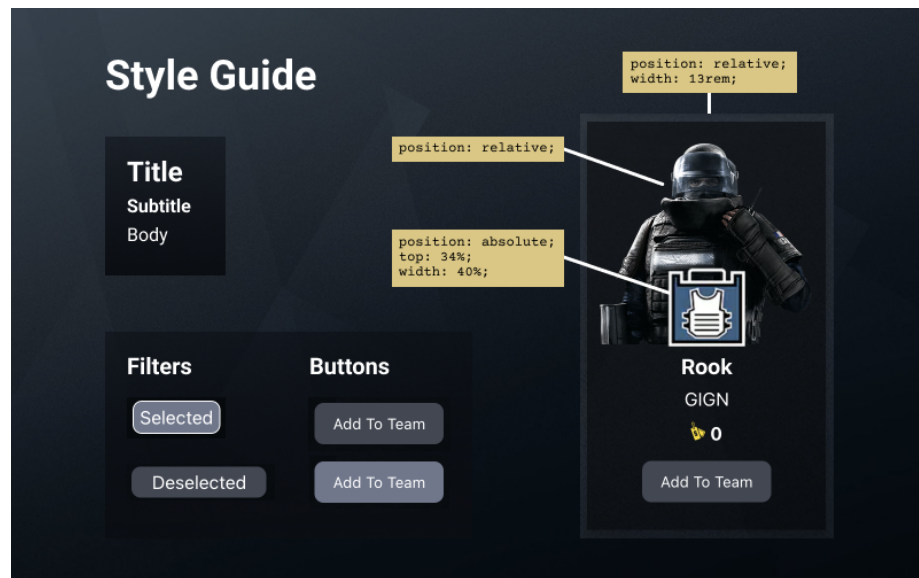 Style Guide
position: relative;
width: 13rem;
position: relative;
Title
Subtitle
Body
position: absolute;
top: 34%;
width: 40%;
Filters
Buttons
Selected
Add To Team
Deselected
Add To Team
Rook
GIGN
0
Add To Team